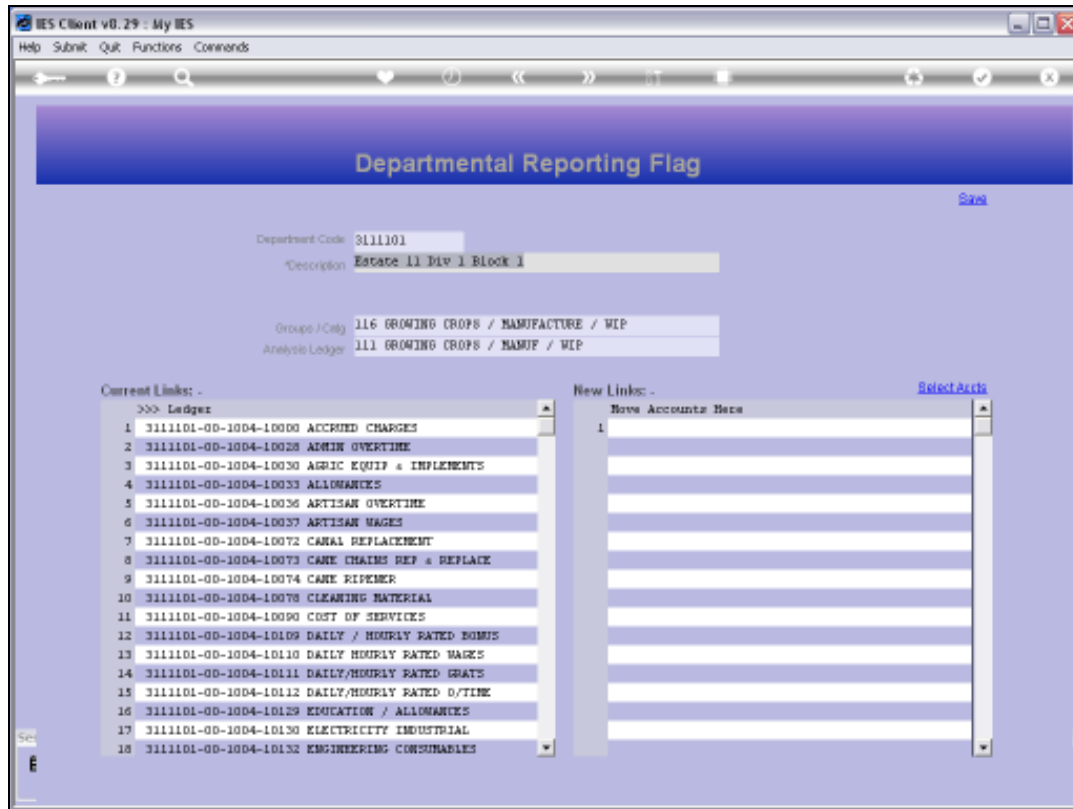 IES Client v8.29 : My IES
Help Submit Quit Functions Commands
Departmental Reporting Flag
Save
Department Code 3111101
*Description Estate 11 Div 1 Block 1
Groups / Catg 116 GROWING CROPS / MANUFACTURE / WIP
Analysis Ledger 111 GROWING CROPS / MANUF / WIP
Current Links: - New Links: - Select Accts
>>> Ledger Move Accounts Here
1 3111101-00-1004-10000 ACCRUED CHARGES 1
2 3111101-00-1004-10028 ADMIN OVERTIME
3 3111101-00-1004-10030 AGRIC EQUIP & IMPLEMENTS
4 3111101-00-1004-10033 ALLOWANCES
5 3111101-00-1004-10036 ARTISAN OVERTIME
6 3111101-00-1004-10037 ARTISAN WAGES
7 3111101-00-1004-10072 CANAL REPLACEMENT
8 3111101-00-1004-10073 CANE CHAINS REP & REPLACE
9 3111101-00-1004-10074 CANE RIPENER
10 3111101-00-1004-10078 CLEANING MATERIAL
11 3111101-00-1004-10090 COST OF SERVICES
12 3111101-00-1004-10109 DAILY / HOURLY RATED BONUS
13 3111101-00-1004-10110 DAILY HOURLY RATED WAGES
14 3111101-00-1004-10111 DAILY/HOURLY RATED GRATS
15 3111101-00-1004-10112 DAILY/HOURLY RATED O/TIME
16 3111101-00-1004-10129 EDUCATION / ALLOWANCES
17 3111101-00-1004-10130 ELECTRICITY INDUSTRIAL
18 3111101-00-1004-10132 ENGINEERING CONSUMABLES